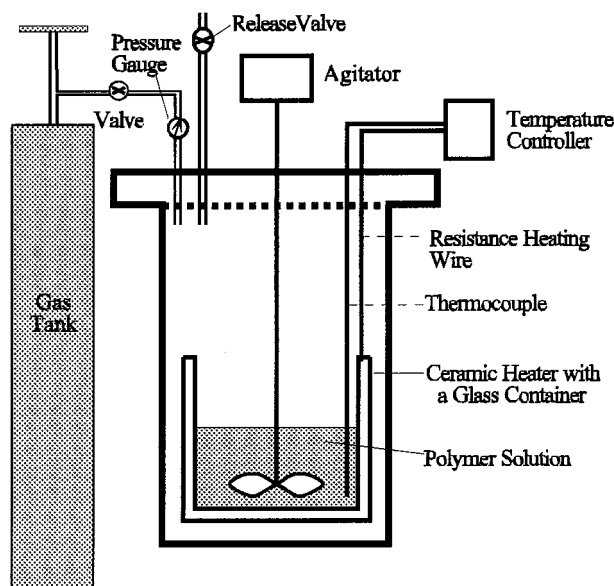 ReleaseValve
Pressure
Gauge
Agitator
Valve
Temperature
Controller
Resistance Heating
Wire
Gas
Tank
Thermocouple
Ceramic Heater with
a Glass Container
Polymer Solution